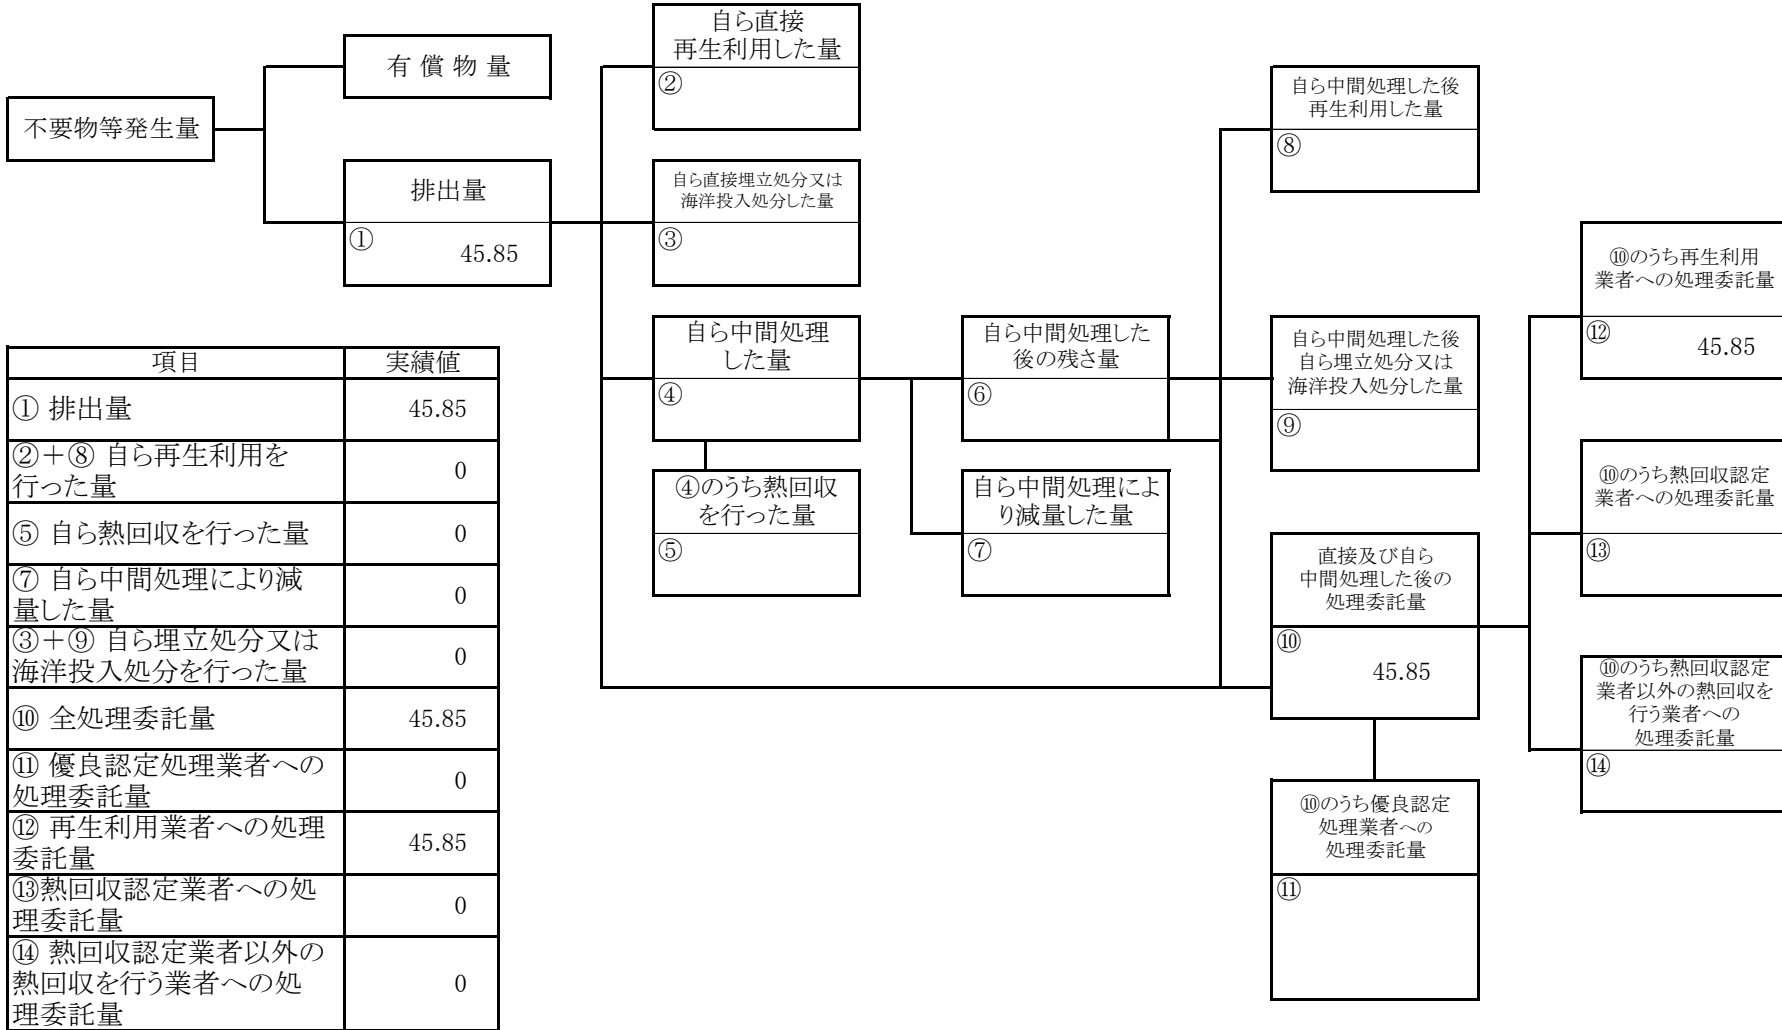 不要物等発生量
有 償 物 量
排出量
①
45.85
自ら直接
再生利用した量
②
自ら直接埋立処分又は
海洋投入処分した量
③
自ら中間処理
した量
④
④のうち熱回収
を行った量
⑤
自ら中間処理した
後の残さ量
⑥
自ら中間処理によ
り減量した量
⑦
自ら中間処理した後
再生利用した量
⑧
自ら中間処理した後
自ら埋立処分又は
海洋投入処分した量
⑨
直接及び自ら
中間処理した後の
処理委託量
⑩
45.85
⑩のうち優良認定
処理業者への
処理委託量
⑪
⑩のうち再生利用
業者への処理委託量
⑫
45.85
⑩のうち熱回収認定
業者への処理委託量
⑬
⑩のうち熱回収認定
業者以外の熱回収を
行う業者への
処理委託量
⑭
項目 実績値
① 排出量 45.85
②+⑧ 自ら再生利用を
行った量 0
⑤ 自ら熱回収を行った量 0
⑦ 自ら中間処理により減
量した量 0
③+⑨ 自ら埋立処分又は
海洋投入処分を行った量 0
⑩ 全処理委託量 45.85
⑪ 優良認定処理業者への
処理委託量 0
⑫ 再生利用業者への処理
委託量 45.85
⑬熱回収認定業者への処
理委託量 0
⑭ 熱回収認定業者以外の
熱回収を行う業者への処
理委託量 0